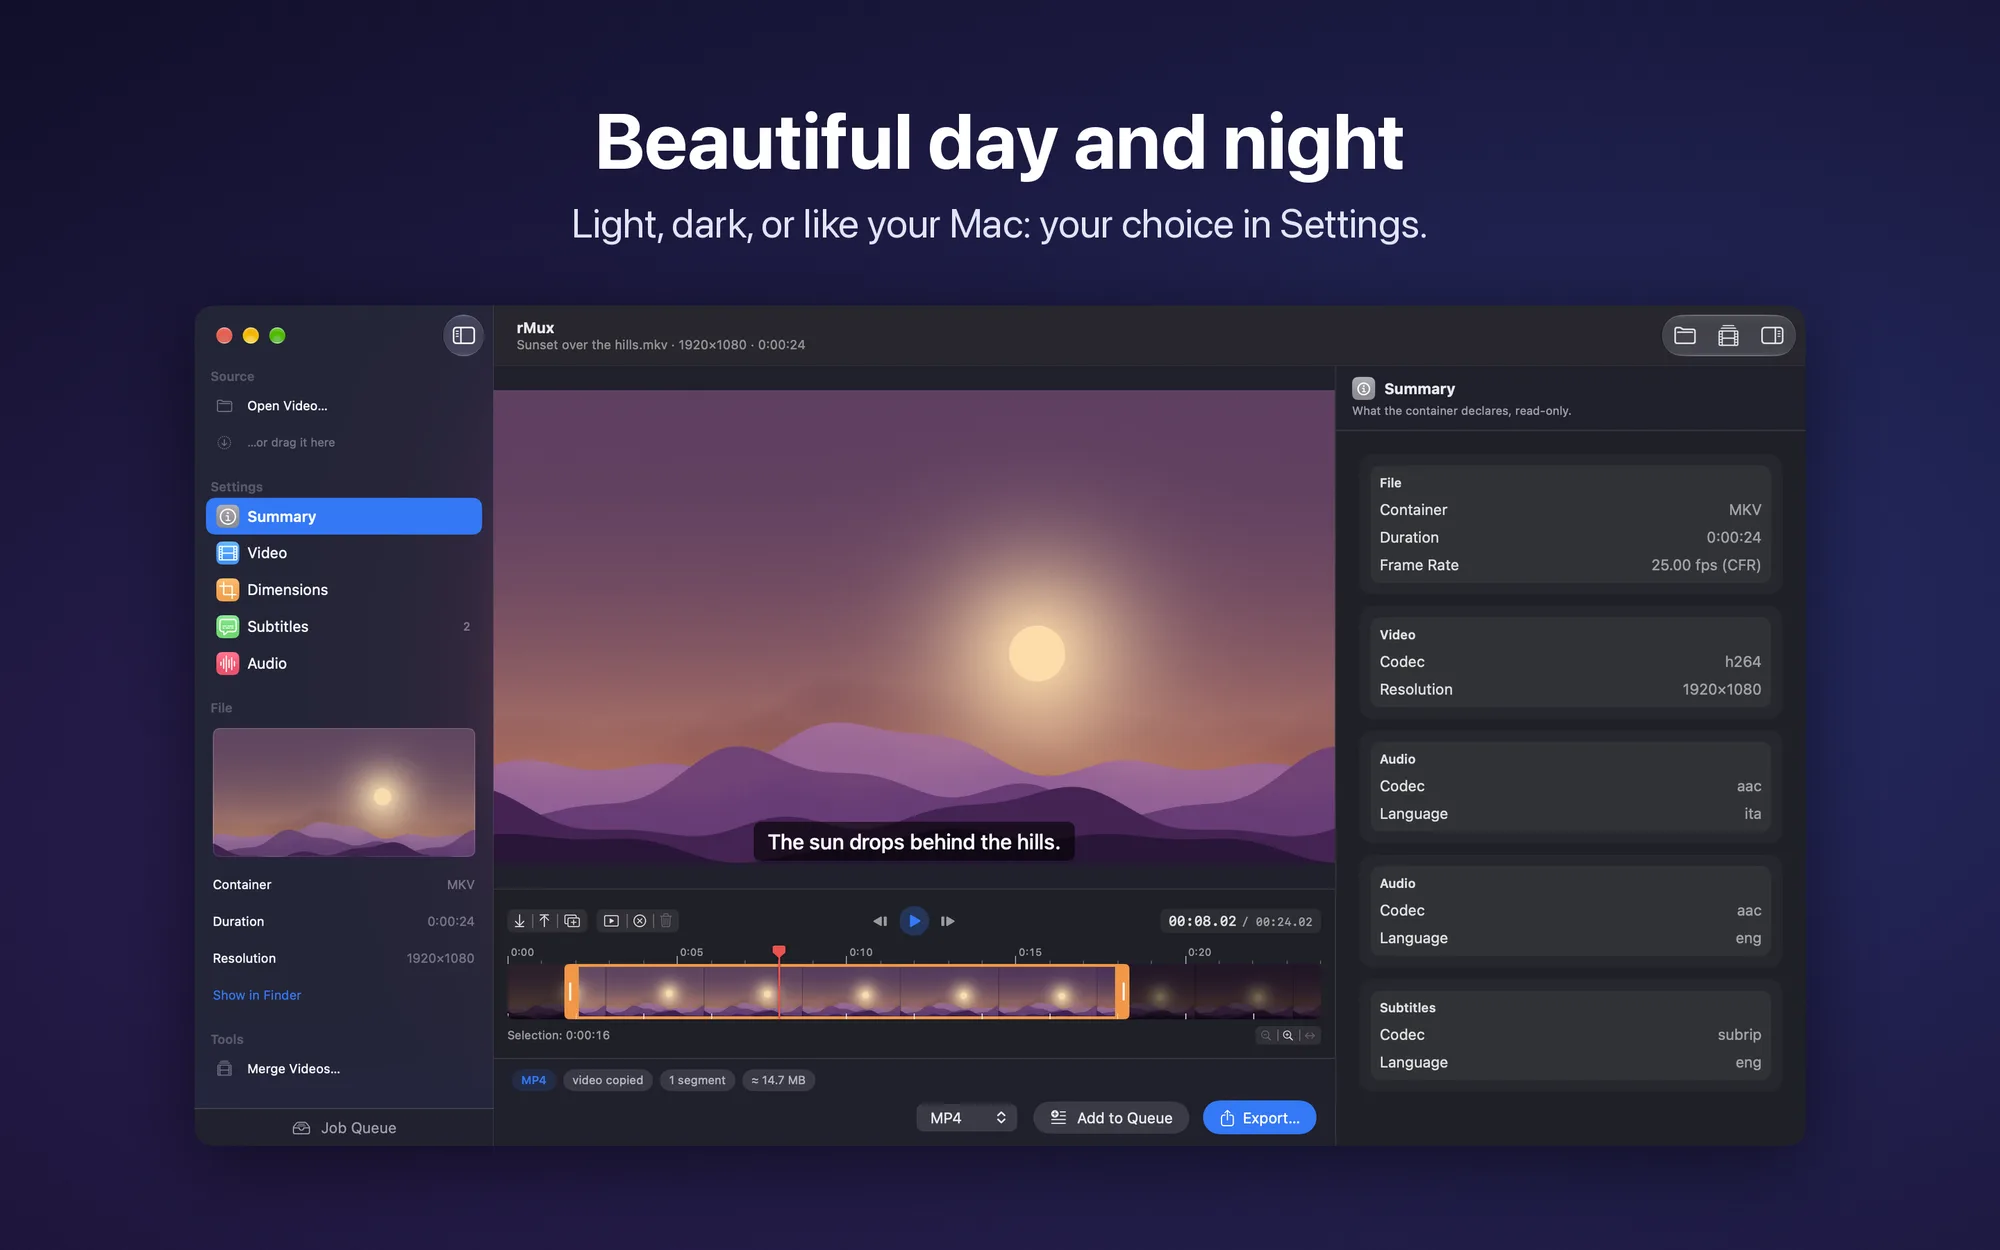 Beautiful day and night
Light, dark, or like your Mac: your choice in Settings.
rMux
Sunset over the hills.mkv · 1920×1080 · 0:00:24
Source
Open Video...
...or drag it here
Settings
Summary
Video
Dimensions
Subtitles 2
Audio
File
Container MKV
Duration 0:00:24
Resolution 1920×1080
Show in Finder
Tools
Merge Videos...
Job Queue
The sun drops behind the hills.
00:08.02 / 00:24.02
0:00 0:05 0:10 0:15 0:20
Selection: 0:00:16
MP4 video copied 1 segment ≈ 14.7 MB
MP4 Add to Queue Export...
Summary
What the container declares, read-only.
File
Container MKV
Duration 0:00:24
Frame Rate 25.00 fps (CFR)
Video
Codec h264
Resolution 1920×1080
Audio
Codec aac
Language ita
Audio
Codec aac
Language eng
Subtitles
Codec subrip
Language eng